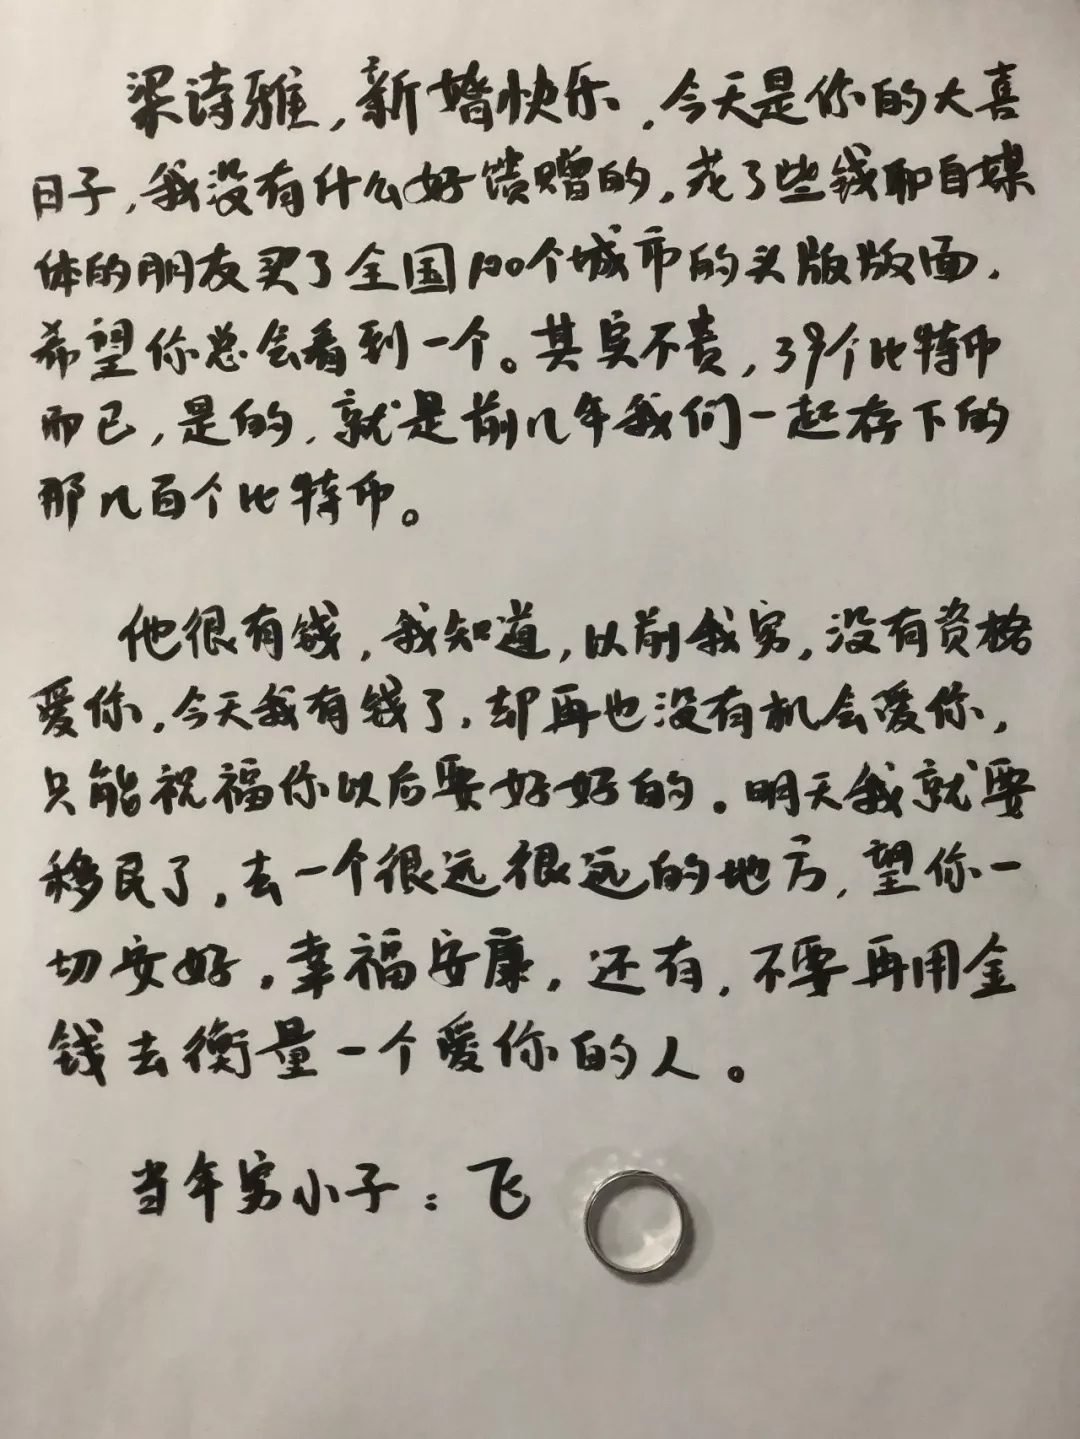 梁诗雅,新婚快乐,今天是你的大喜
日子,我没有什么好馈赠的,花了些钱和自媒
体的朋友买了全国100个城市的头版版面,
希望你总会看到一个。其实不贵,39个比特币
而已,是的,就是前几年我们一起存下的
那几百个比特币。
他很有钱,我知道,以前我穷,没有资格
爱你,今天我有钱了,却再也没有机会爱你,
只能祝福你以后要好好的。明天我就要
移民了,去一个很远很远的地方,望你一
切安好,幸福安康,还有,不要再用金
钱去衡量一个爱你的人。
当年穷小子:飞